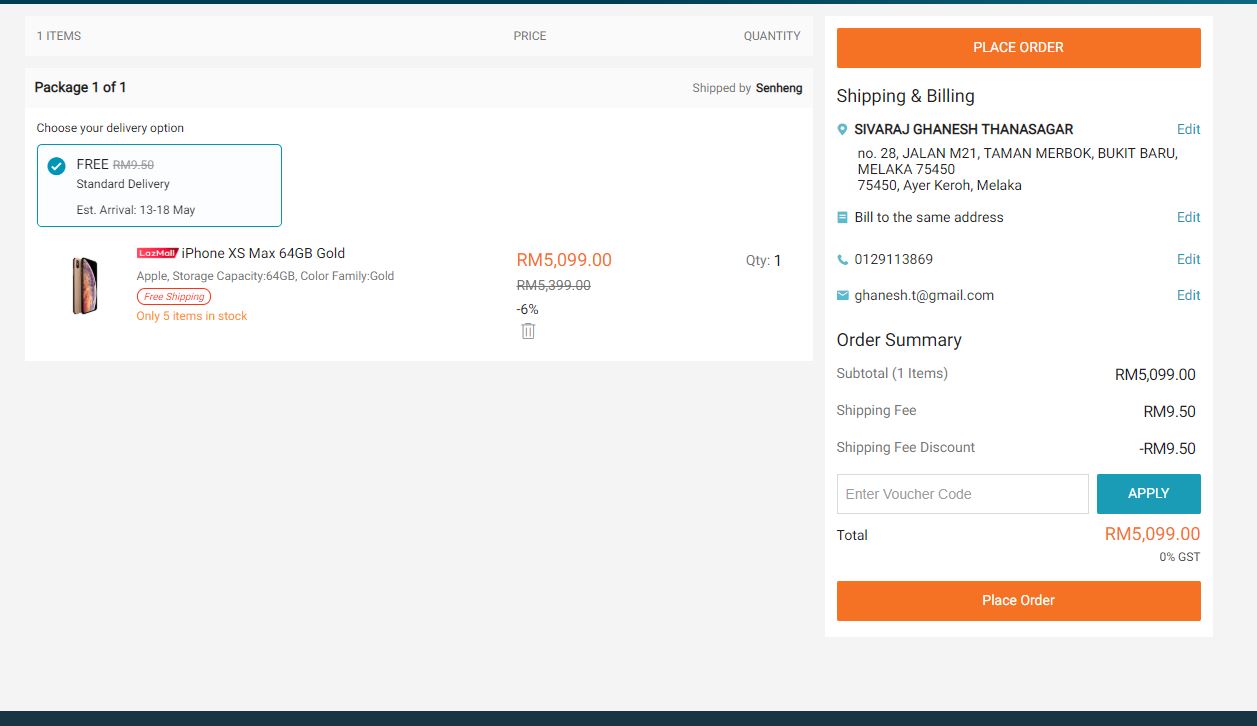 1 ITEMS PRICE QUANTITY
Package 1 of 1 Shipped by Senheng
Choose your delivery option
FREE RM9.50
Standard Delivery
Est. Arrival: 13-18 May
LazMall iPhone XS Max 64GB Gold
Apple, Storage Capacity:64GB, Color Family:Gold
Free Shipping
Only 5 items in stock
RM5,099.00
RM5,399.00
-6%
Qty: 1
PLACE ORDER
Shipping & Billing
SIVARAJ GHANESH THANASAGAR Edit
no. 28, JALAN M21, TAMAN MERBOK, BUKIT BARU,
MELAKA 75450
75450, Ayer Keroh, Melaka
Bill to the same address Edit
0129113869 Edit
ghanesh.t@gmail.com Edit
Order Summary
Subtotal (1 Items) RM5,099.00
Shipping Fee RM9.50
Shipping Fee Discount -RM9.50
Enter Voucher Code APPLY
Total RM5,099.00
0% GST
Place Order